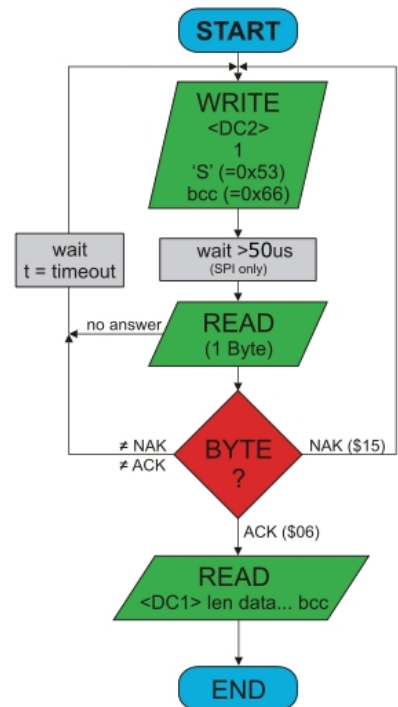 START
WRITE
<DC2>
1
‘S’ (=0x53)
bcc (=0x66)
wait
t = timeout
wait >50us
(SPI only)
no answer
READ
(1 Byte)
≠ NAK
≠ ACK
BYTE
?
NAK ($15)
ACK ($06)
READ
<DC1> len data... bcc
END